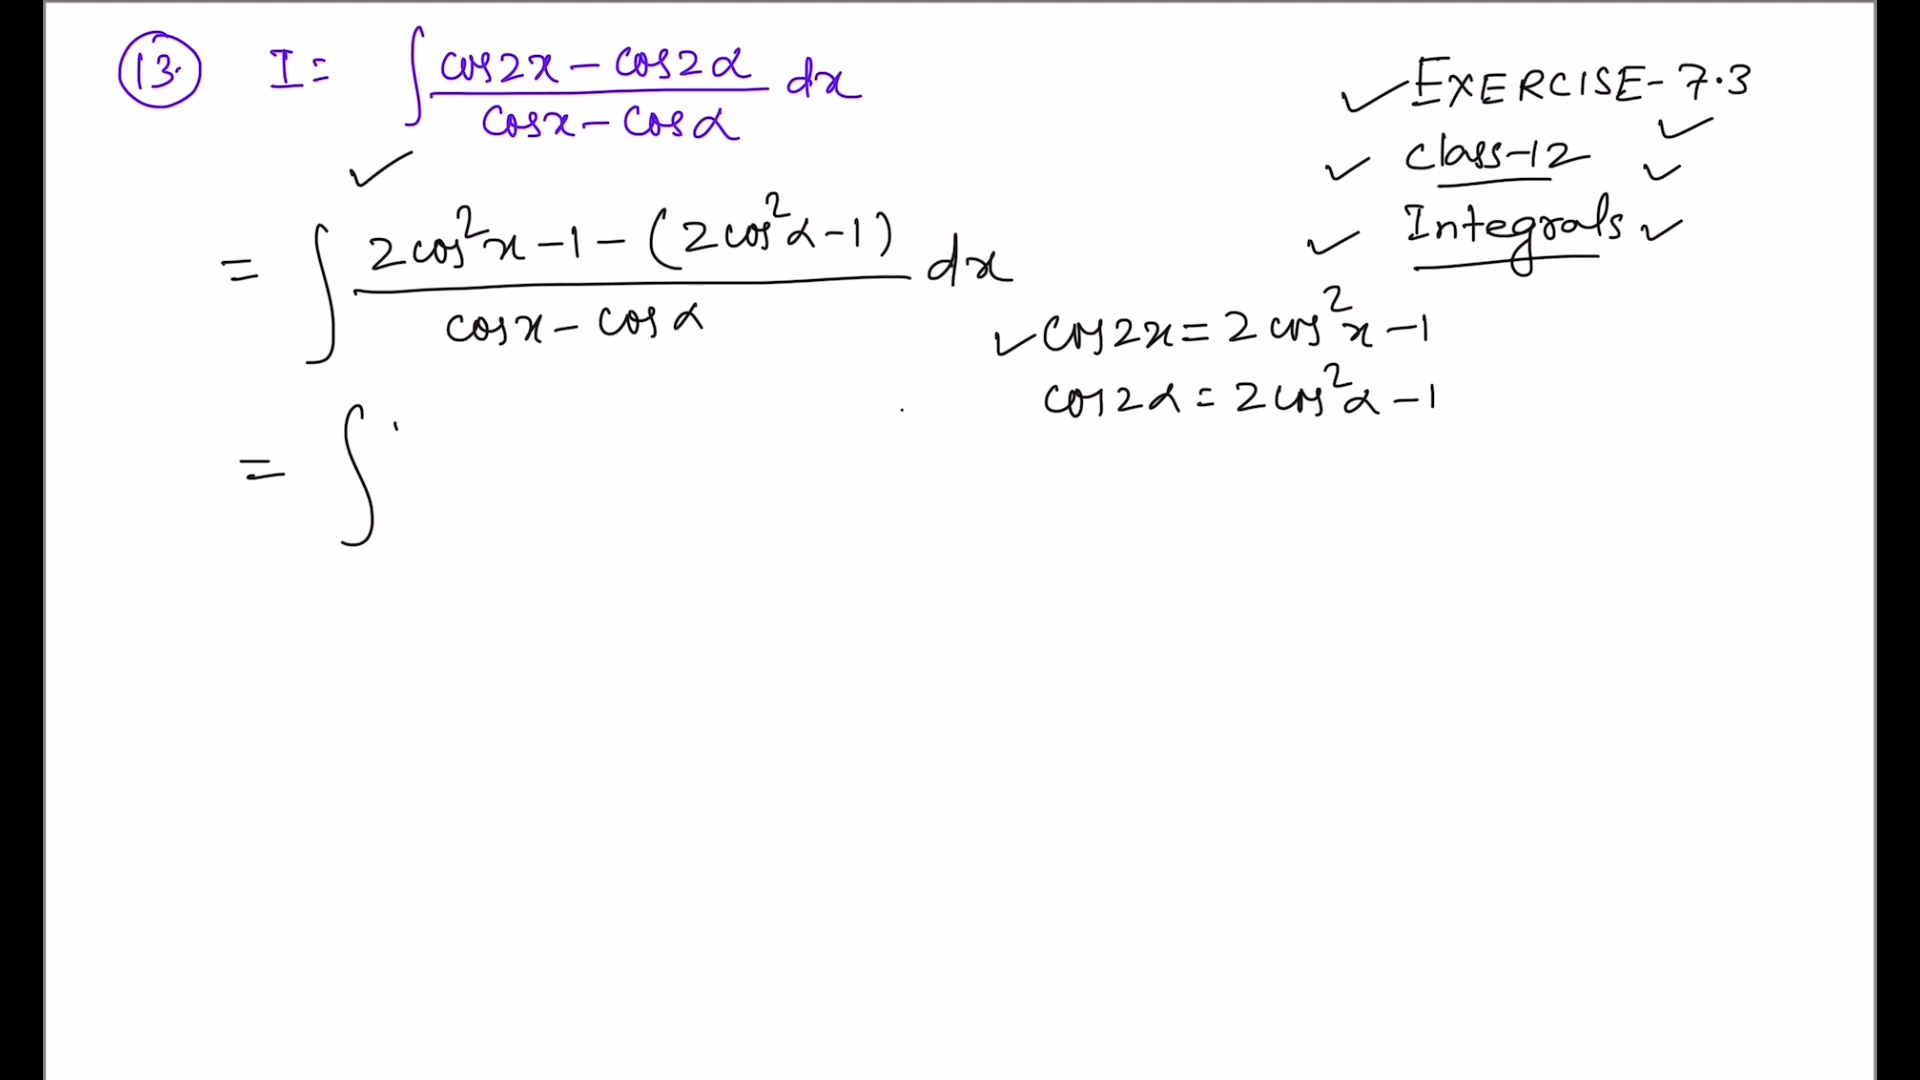 13. I = ∫ (cos2x - cos2α)/(cosx - cosα) dx
✓EXERCISE-7.3 ✓
✓ class-12 ✓
✓ Integrals ✓
✓
= ∫ (2cos²x - 1 - (2cos²α - 1))/(cosx - cosα) dx
✓cos2x = 2cos²x - 1
cos2α = 2cos²α - 1
= ∫